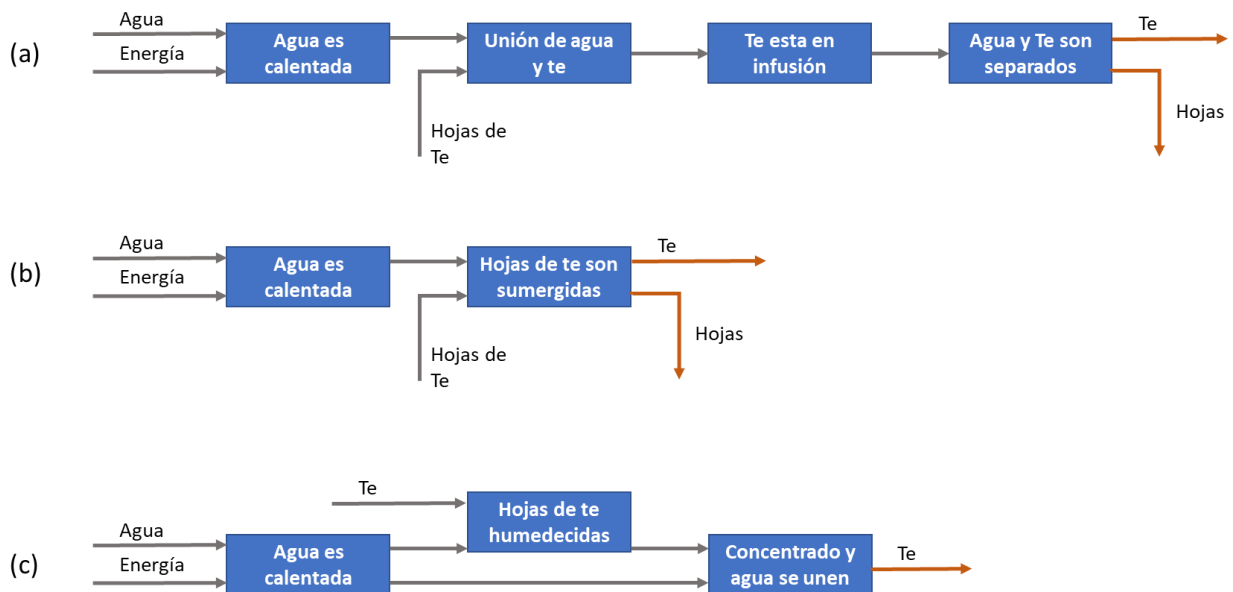 (a)
Agua
Energía
Agua es
calentada
Hojas de
Te
Unión de agua
y te
Te esta en
infusión
Agua y Te son
separados
Te
Hojas
(b)
Agua
Energía
Agua es
calentada
Hojas de
Te
Hojas de te son
sumergidas
Te
Hojas
(c)
Agua
Energía
Agua es
calentada
Te
Hojas de te
humedecidas
Concentrado y
agua se unen
Te